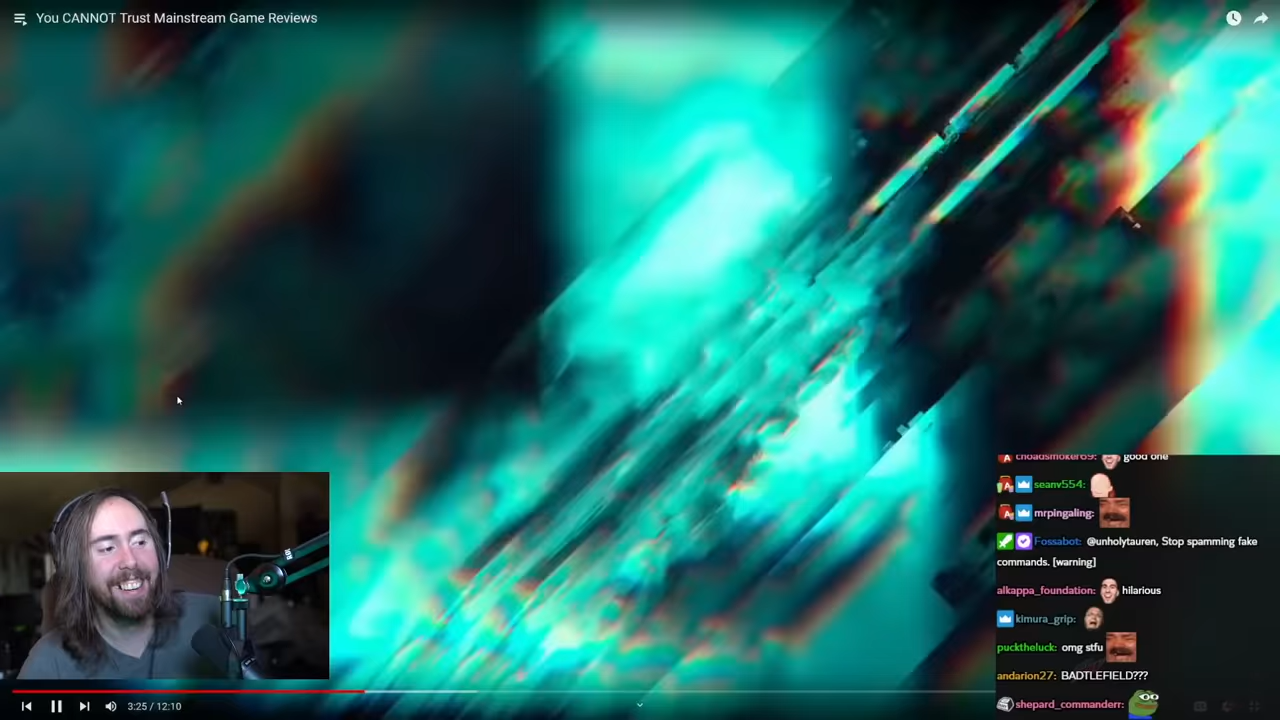 You CANNOT Trust Mainstream Game Reviews
choadsmoker69: good one
seanv554:
mrpingaling:
Fossabot: @unholytauren, Stop spamming fake
commands. [warning]
alkappa_foundation: hilarious
kimura_grip:
pucktheluck: omg stfu
andarion27: BADTLEFIELD???
shepard_commanderr:
3:25 / 12:10